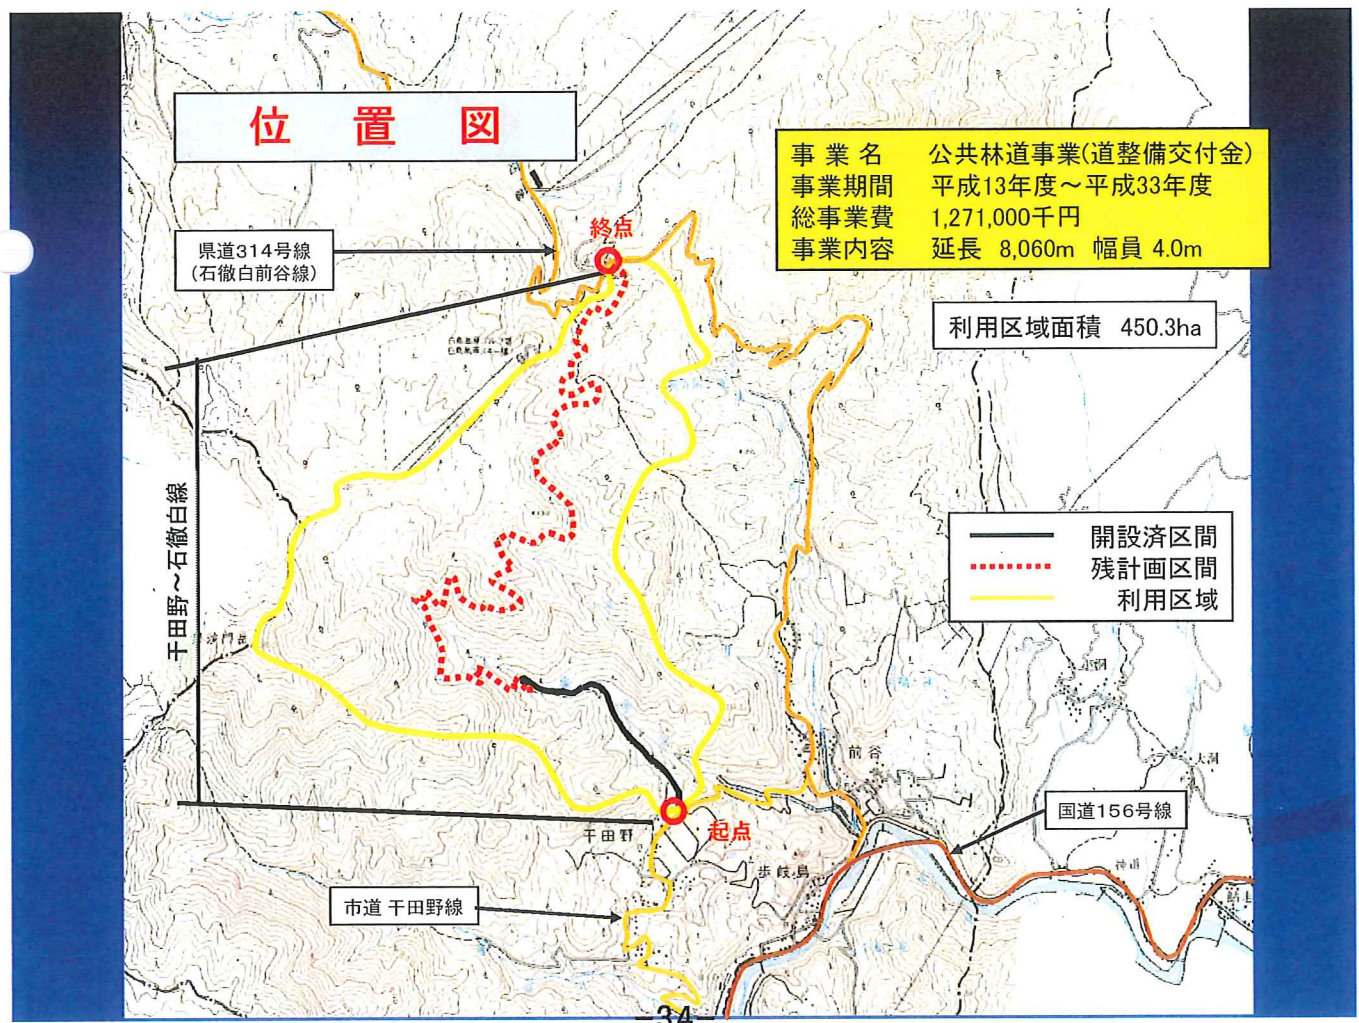 位置図
事業名 公共林道事業(道整備交付金)
事業期間 平成13年度～平成33年度
総事業費 1,271,000千円
事業内容 延長 8,060m 幅員 4.0m
県道314号線
(石徹白前谷線)
終点
利用区域面積 450.3ha
開設済区間
残計画区間
利用区域
干田野～石徹白線
前谷
国道156号線
干田野
起点
歩岐島
市道 干田野線
34